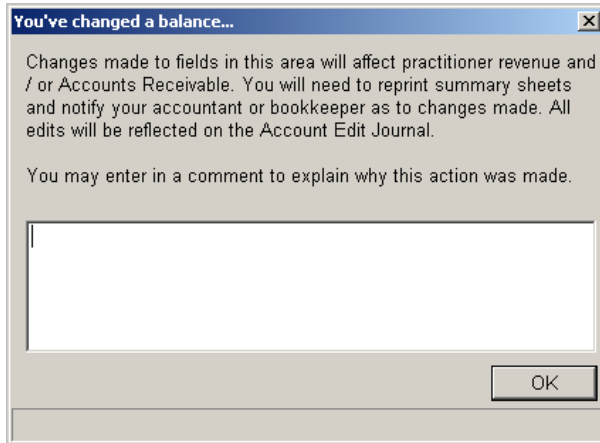 You've changed a balance...
Changes made to fields in this area will affect practitioner revenue and
/ or Accounts Receivable. You will need to reprint summary sheets
and notify your accountant or bookkeeper as to changes made. All
edits will be reflected on the Account Edit Journal.
You may enter in a comment to explain why this action was made.
OK